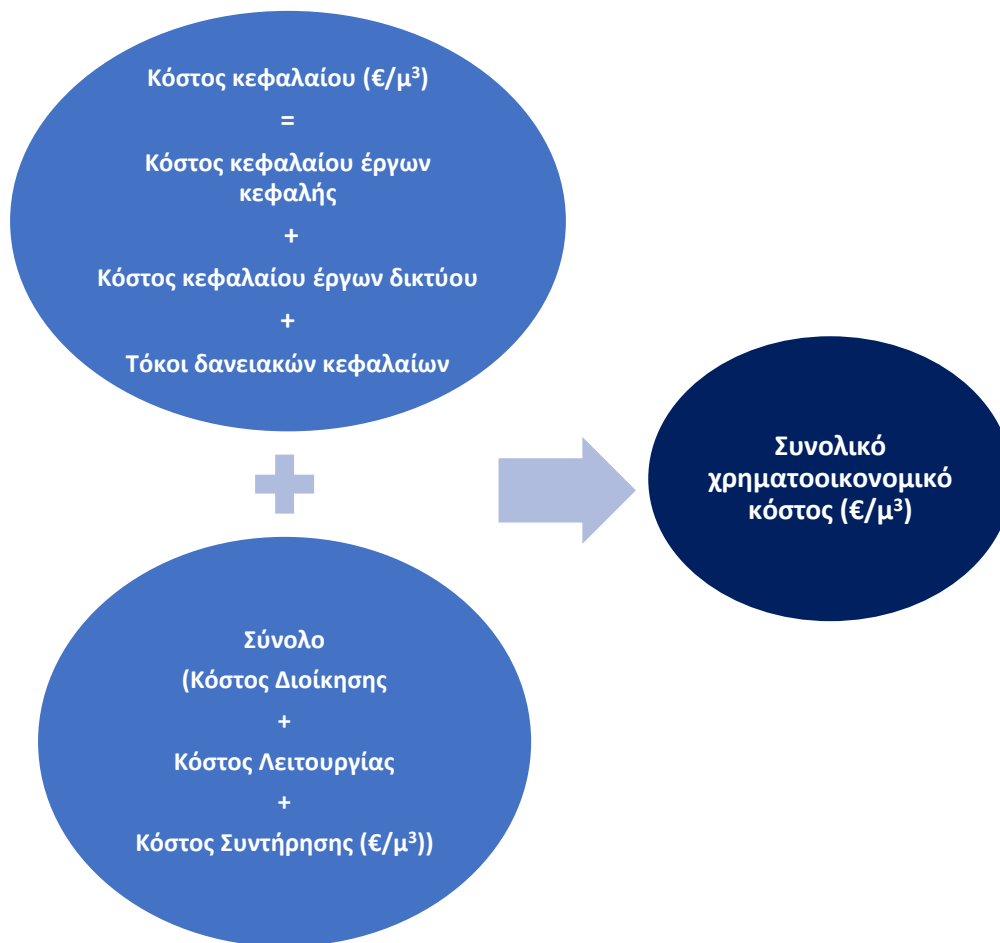 Κόστος κεφαλαίου (€/μ³)
=
Κόστος κεφαλαίου έργων
κεφαλής
+
Κόστος κεφαλαίου έργων δικτύου
+
Τόκοι δανειακών κεφαλαίων
Σύνολο
(Κόστος Διοίκησης
+
Κόστος Λειτουργίας
+
Κόστος Συντήρησης (€/μ³))
Συνολικό
χρηματοοικονομικό
κόστος (€/μ³)